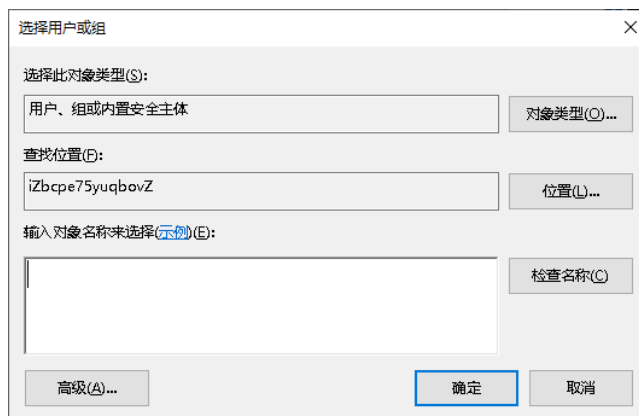 选择用户或组
选择此对象类型(S):
用户、组或内置安全主体
对象类型(O)...
查找位置(F):
iZbcpe75yuqbovZ
位置(L)...
输入对象名称来选择(示例)(E):
检查名称(C)
高级(A)...
确定
取消